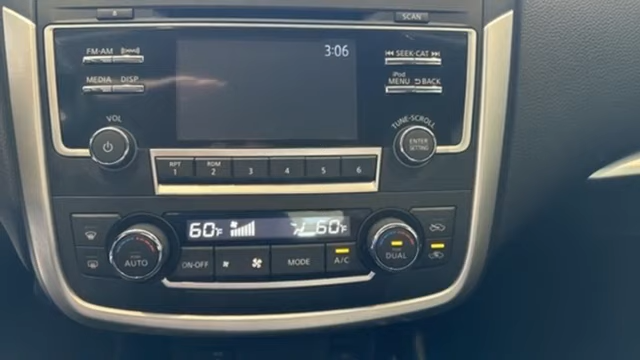 SCAN
FM·AM
3:06
SEEK·CAT
MEDIA DISP
iPod
MENU BACK
VOL
TUNE·SCROLL
ENTER
SETTING
RPT RDM
1 2 3 4 5 6
60°F 60°F
AUTO ON·OFF MODE A/C DUAL